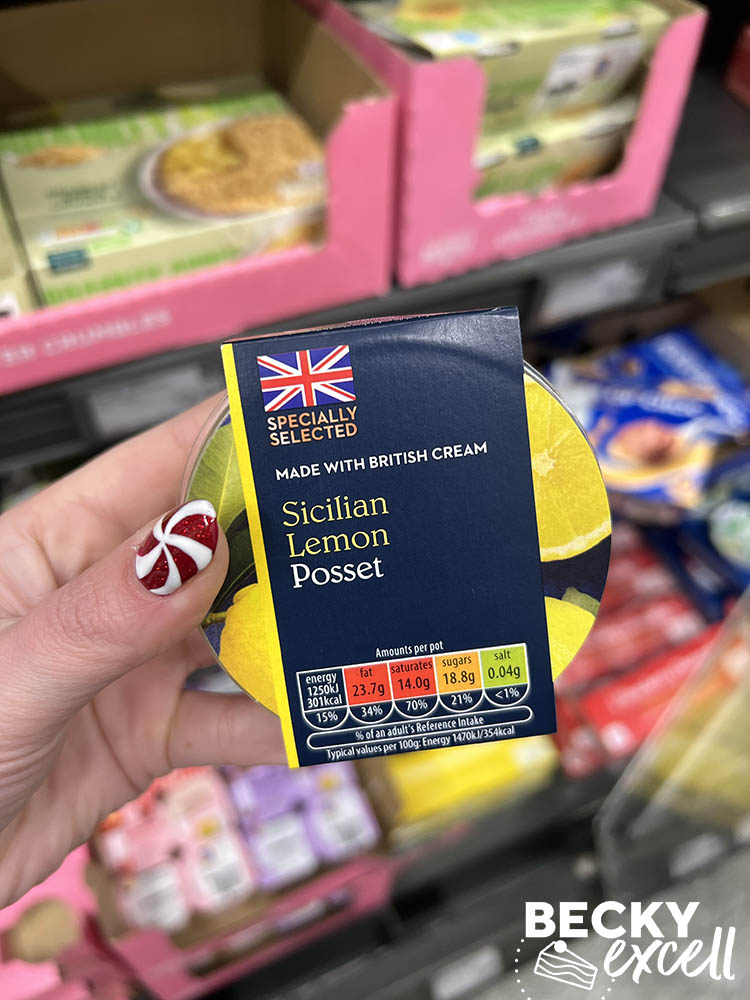 SPECIALLY
SELECTED
MADE WITH BRITISH CREAM
Sicilian
Lemon
Posset
Amounts per pot
energy
1250kJ
301kcal
15%
fat
23.7g
34%
saturates
14.0g
70%
sugars
18.8g
21%
salt
0.04g
<1%
% of an adult's Reference Intake
Typical values per 100g: Energy 1470kJ/354kcal
CRUMBLES
BECKY
excell